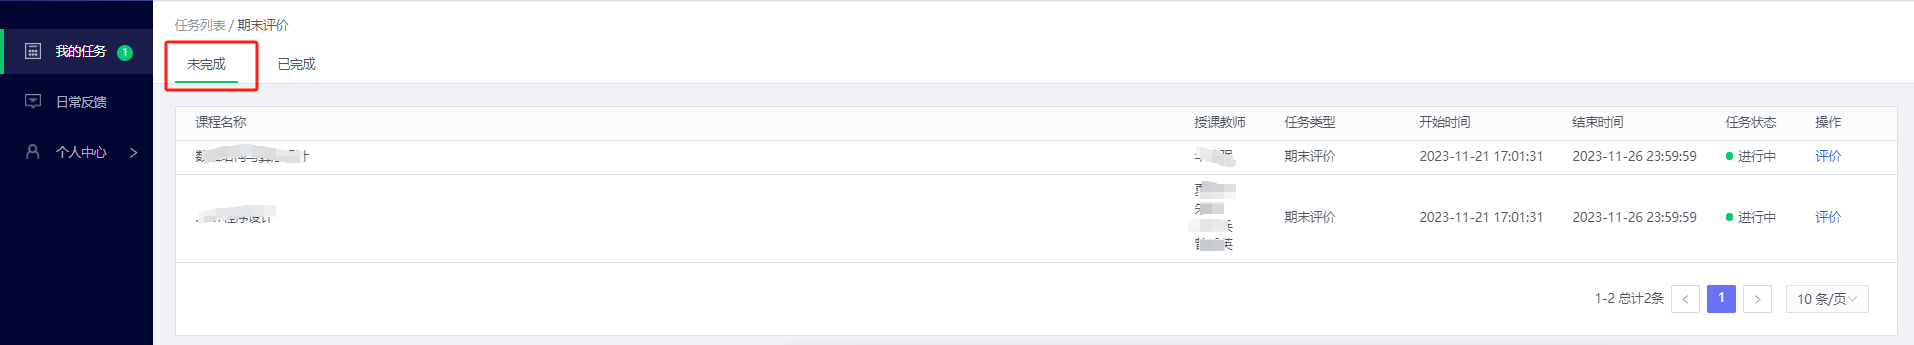 任务列表 / 期末评价
我的任务 1
未完成 已完成
日常反馈
课程名称 授课教师 任务类型 开始时间 结束时间 任务状态 操作
个人中心
期末评价 2023-11-21 17:01:31 2023-11-26 23:59:59 进行中 评价
程序设计 期末评价 2023-11-21 17:01:31 2023-11-26 23:59:59 进行中 评价
1-2 总计2条 < 1 > 10 条/页